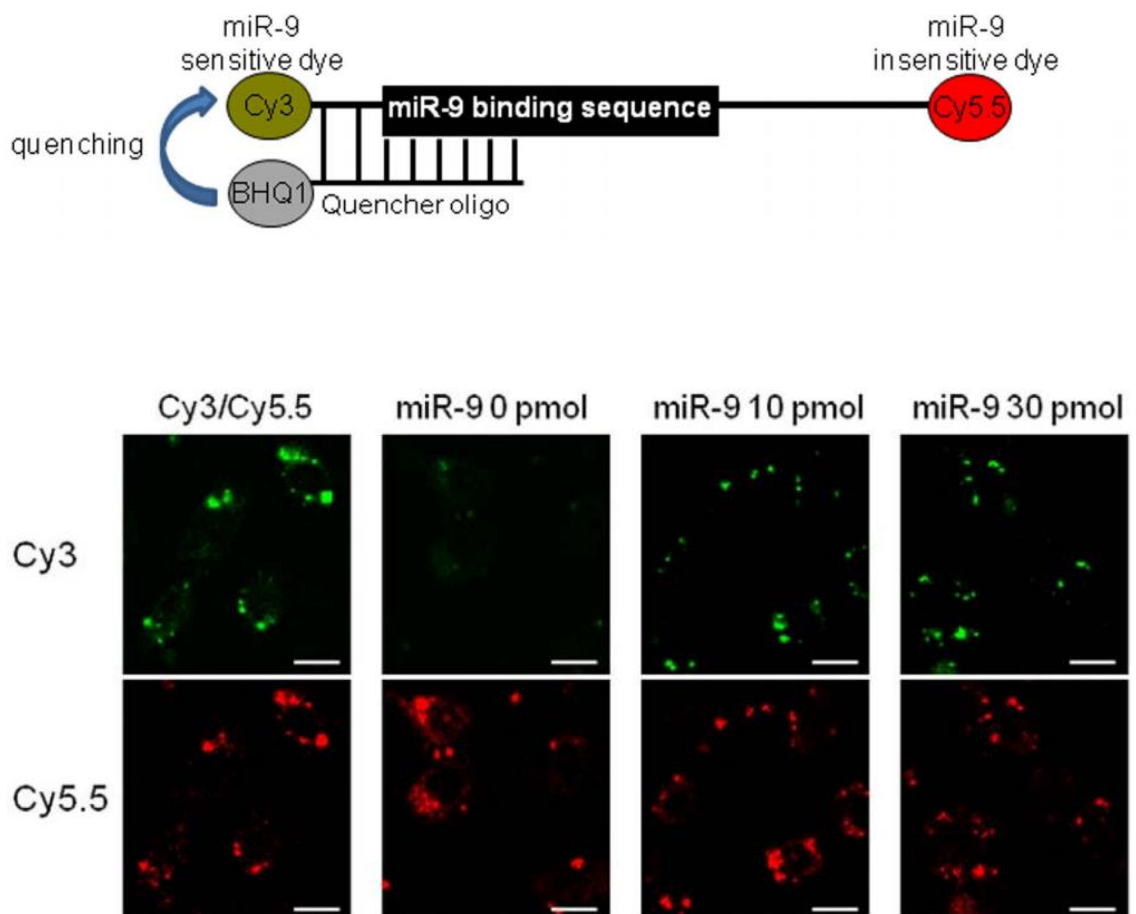 miR-9
sensitive dye
miR-9
insensitive dye
Cy3
miR-9 binding sequence
Cy5.5
quenching
BHQ1
Quencher oligo
Cy3/Cy5.5
miR-9 0 pmol
miR-9 10 pmol
miR-9 30 pmol
Cy3
Cy5.5